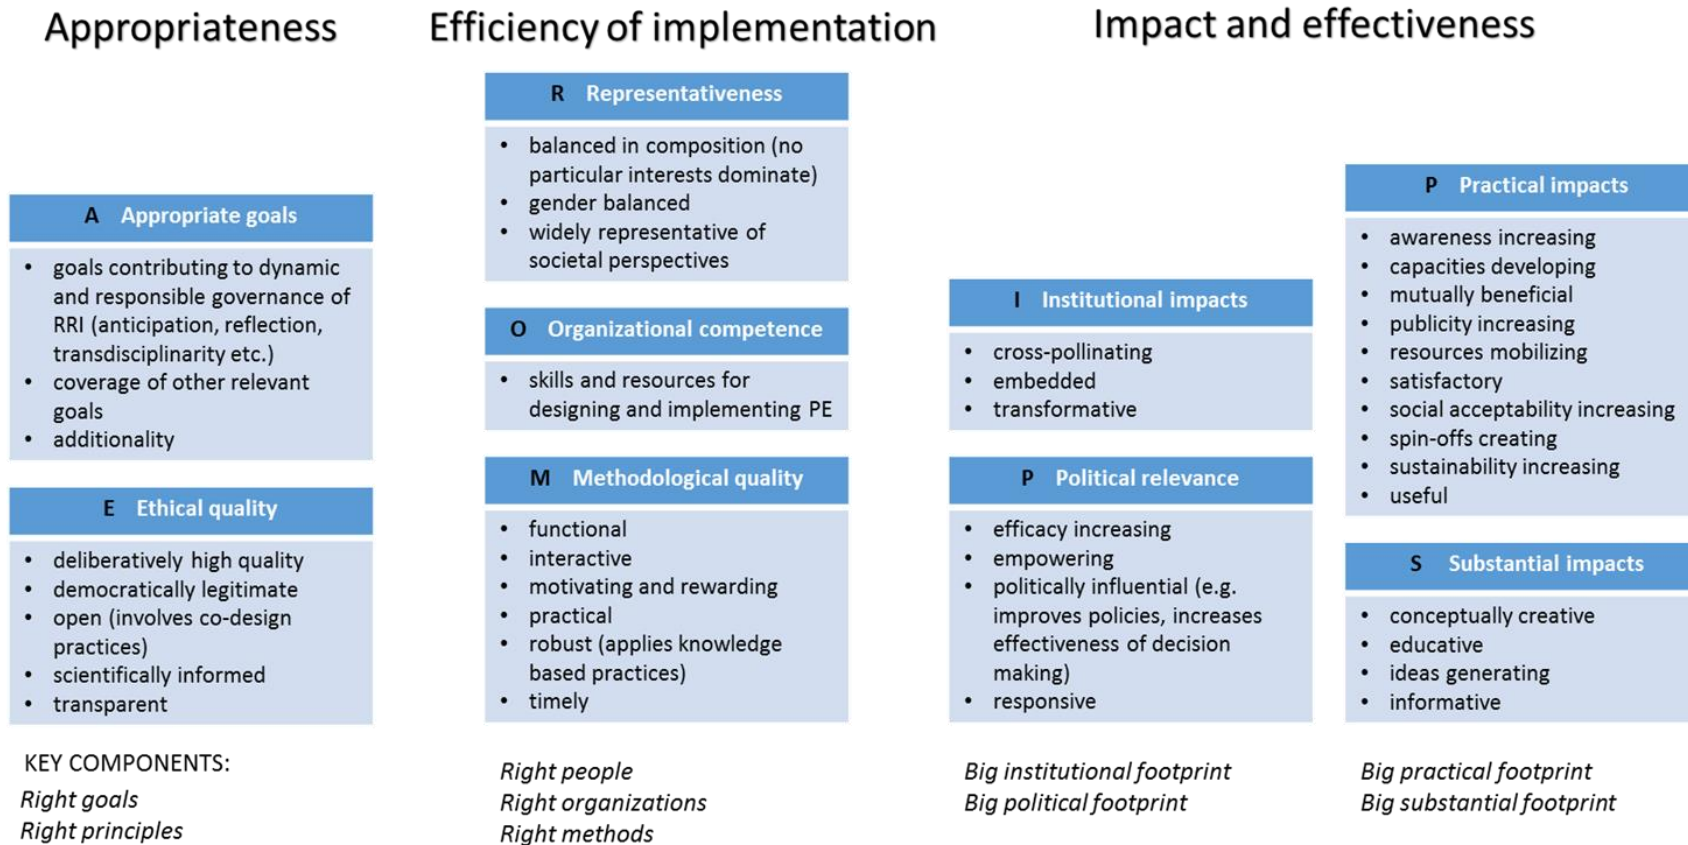 Appropriateness
Efficiency of implementation
Impact and effectiveness
A Appropriate goals
• goals contributing to dynamic
and responsible governance of
RRI (anticipation, reflection,
transdisciplinarity etc.)
• coverage of other relevant
goals
• additionality
E Ethical quality
• deliberatively high quality
• democratically legitimate
• open (involves co-design
practices)
• scientifically informed
• transparent
KEY COMPONENTS:
Right goals
Right principles
R Representativeness
• balanced in composition (no
particular interests dominate)
• gender balanced
• widely representative of
societal perspectives
O Organizational competence
• skills and resources for
designing and implementing PE
M Methodological quality
• functional
• interactive
• motivating and rewarding
• practical
• robust (applies knowledge
based practices)
• timely
Right people
Right organizations
Right methods
I Institutional impacts
• cross-pollinating
• embedded
• transformative
P Political relevance
• efficacy increasing
• empowering
• politically influential (e.g.
improves policies, increases
effectiveness of decision
making)
• responsive
Big institutional footprint
Big political footprint
P Practical impacts
• awareness increasing
• capacities developing
• mutually beneficial
• publicity increasing
• resources mobilizing
• satisfactory
• social acceptability increasing
• spin-offs creating
• sustainability increasing
• useful
S Substantial impacts
• conceptually creative
• educative
• ideas generating
• informative
Big practical footprint
Big substantial footprint